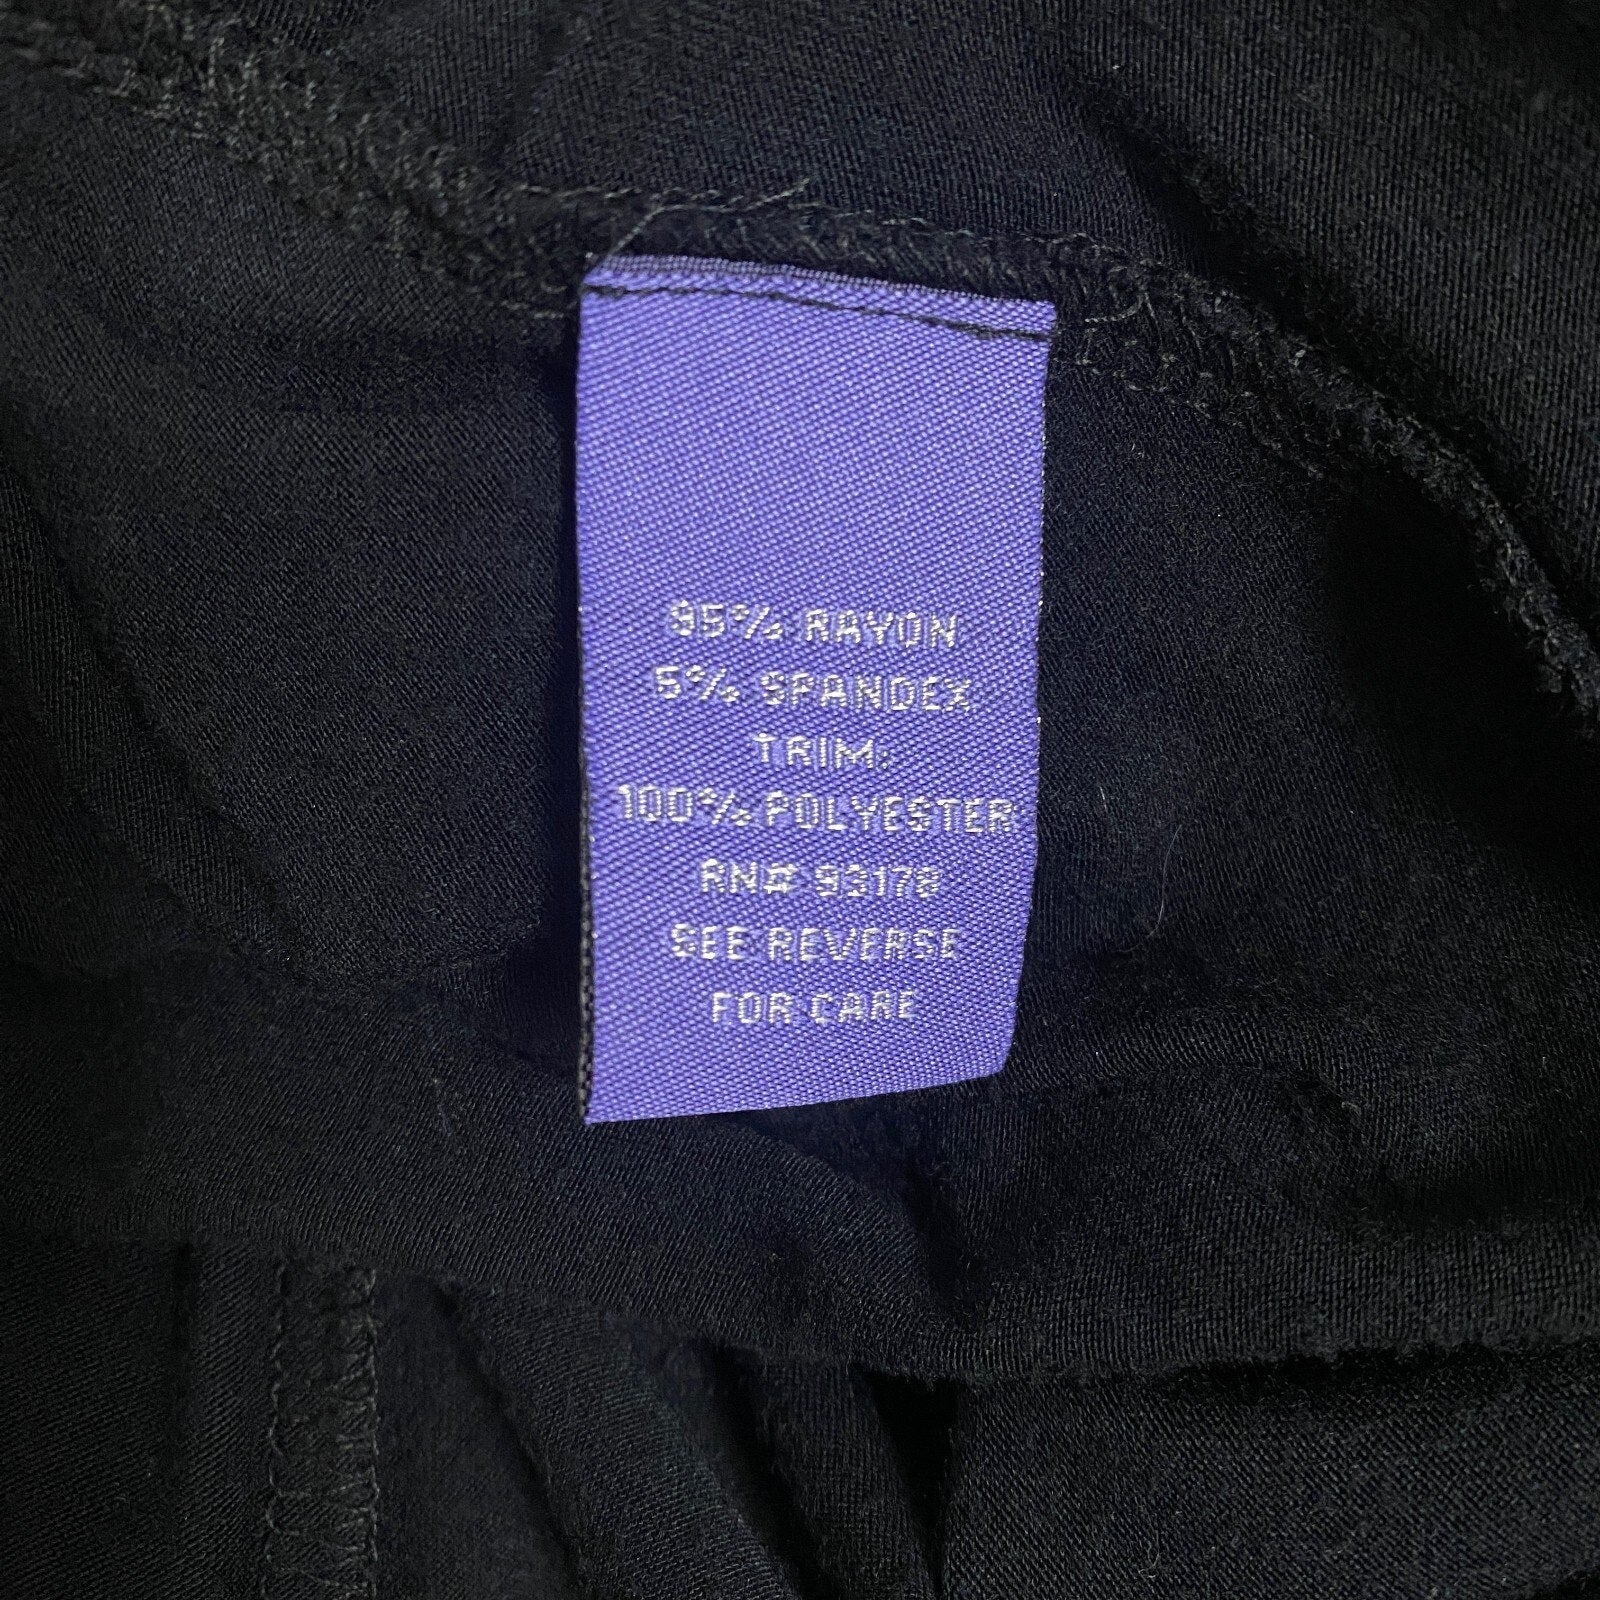 95% RAYON
5% SPANDEX
TRIM:
100% POLYESTER
RN# 93178
SEE REVERSE
FOR CARE